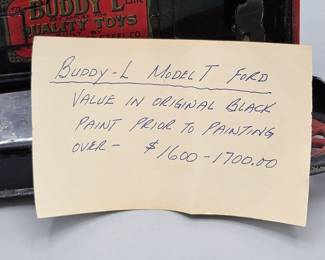 BUDDY "L"
QUALITY TOYS
BUDDY-L MODEL T FORD
VALUE IN ORIGINAL BLACK
PAINT PRIOR TO PAINTING
OVER- $1600-1700.00